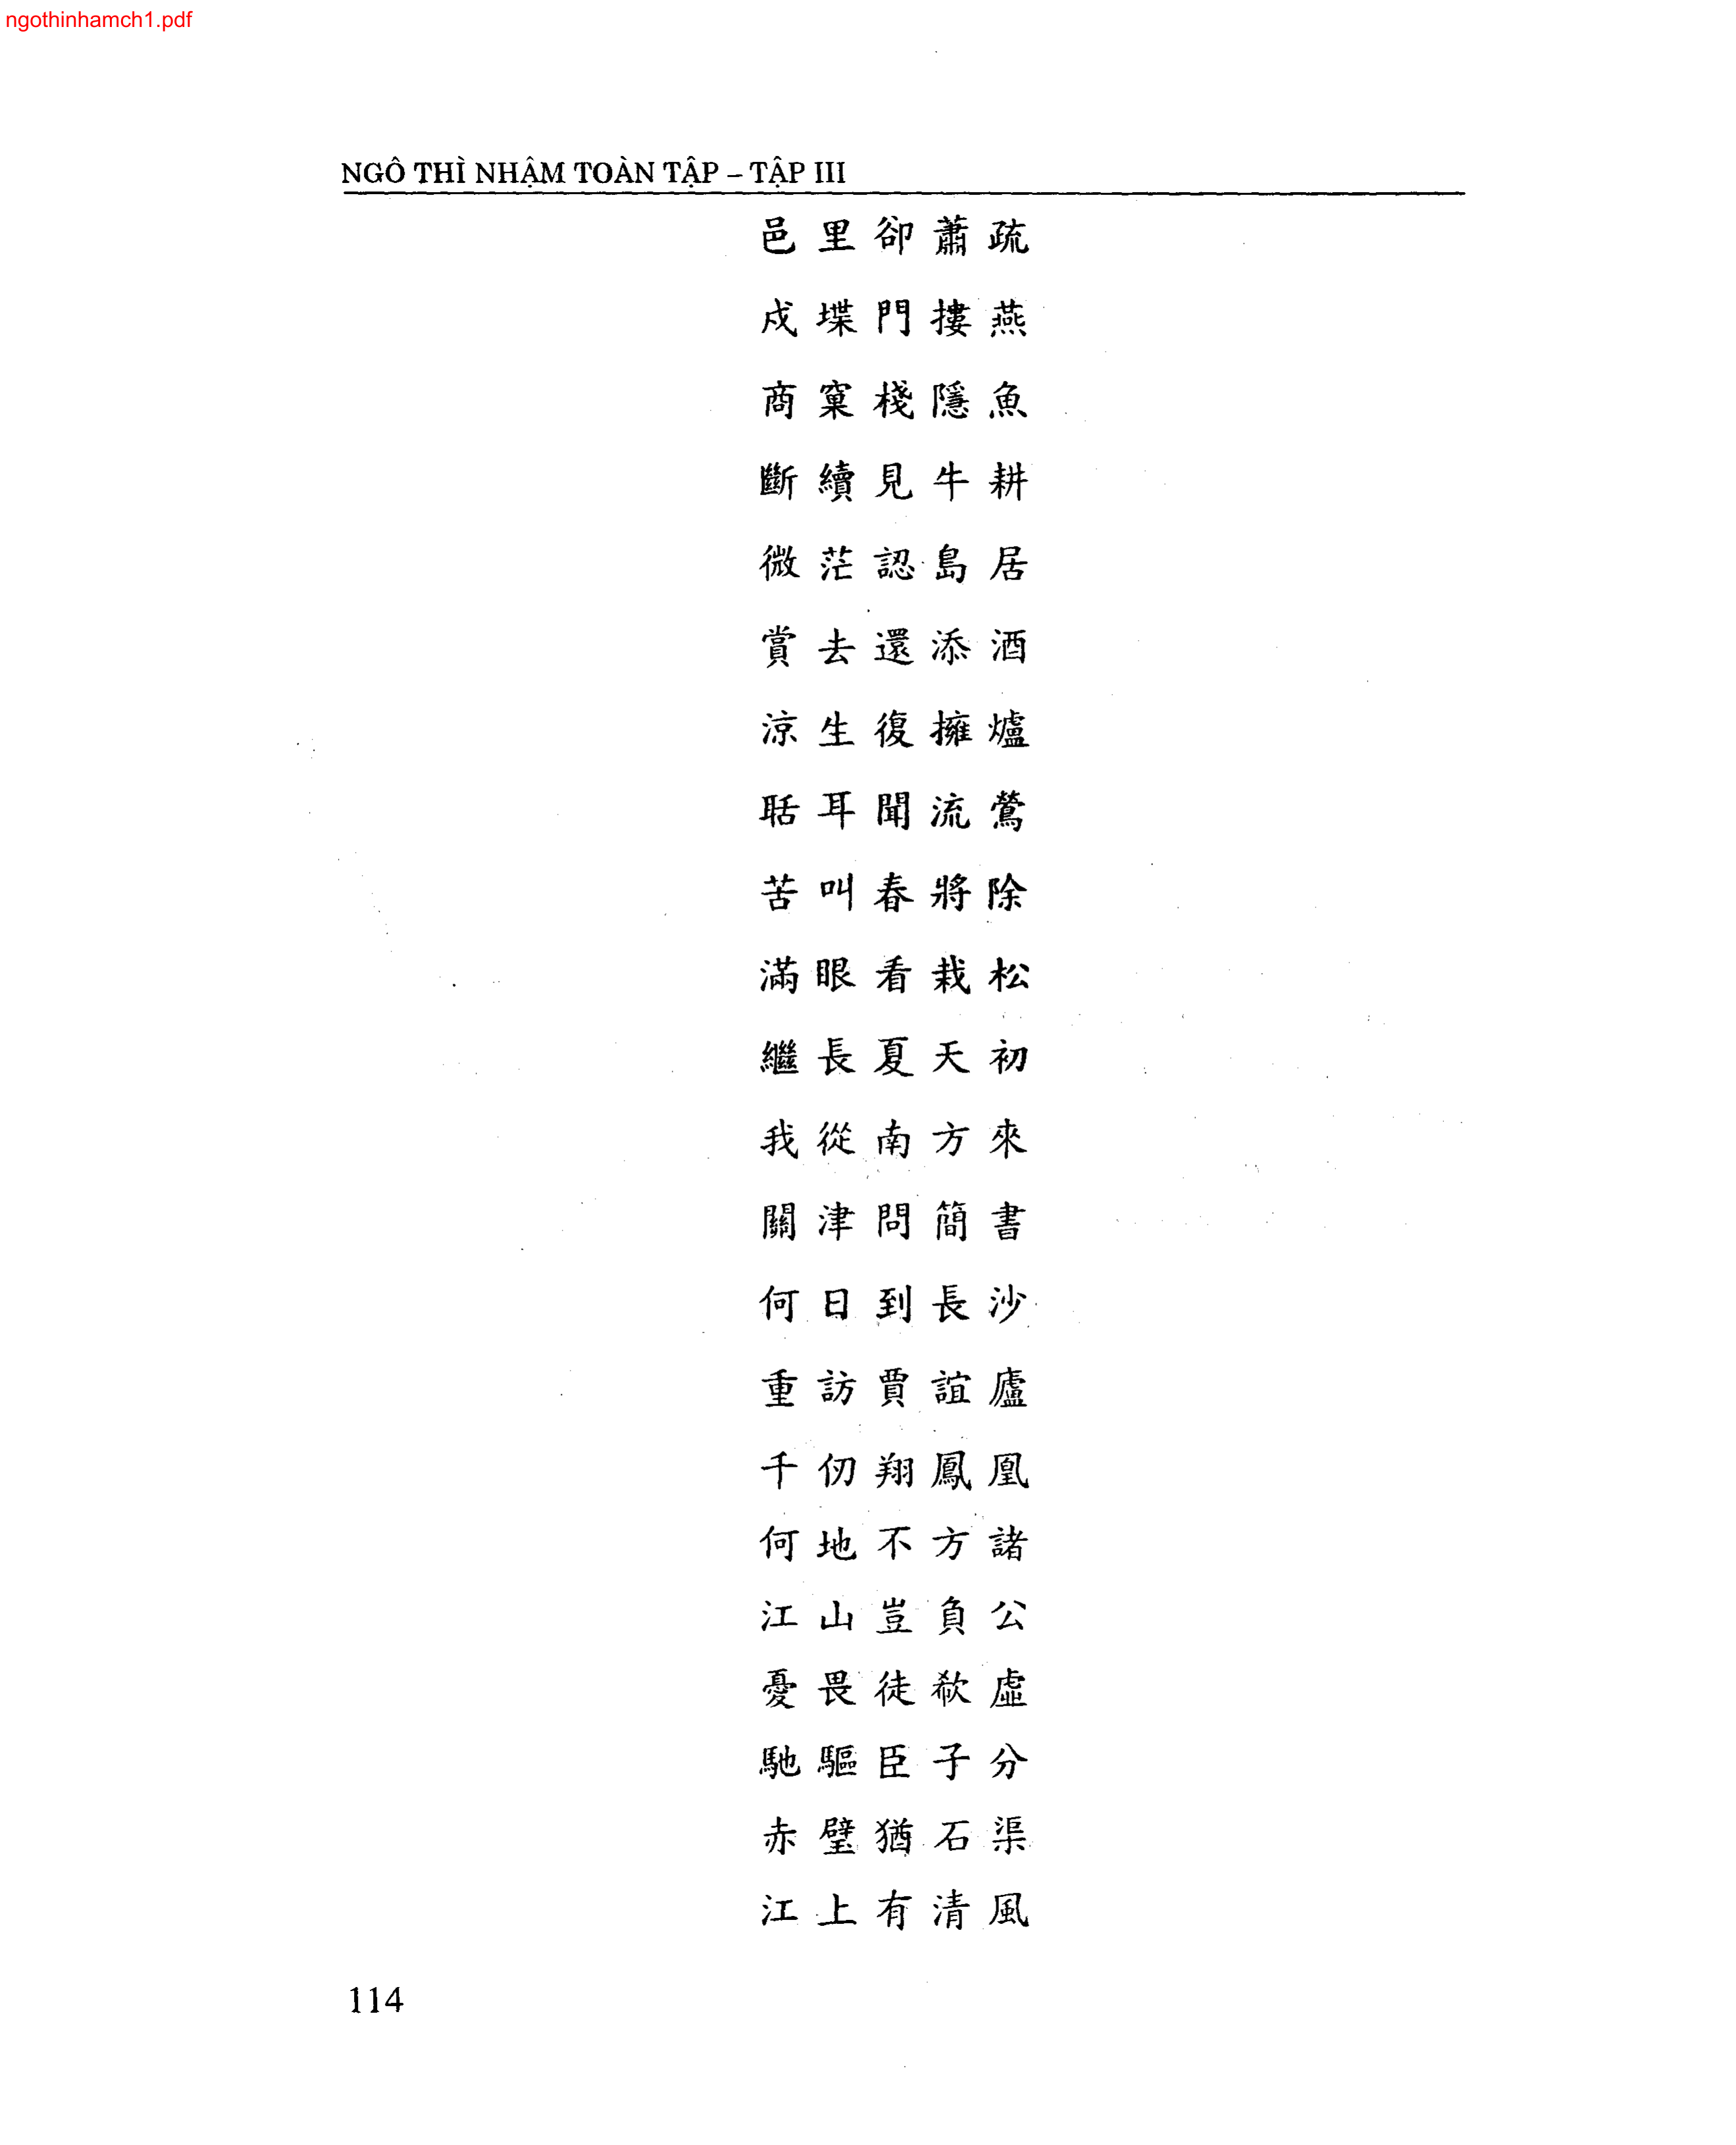 ngothinhamch1.pdf
NGÔ THÌ NHẬM TOÀN TẬP – TẬP III
邑里卻蕭疏
戍堞門摟燕
商窠棧隱魚
斷續見牛耕
微茫認島居
賞去還添酒
涼生復擁爐
聒耳聞流鶯
苦叫春將除
滿眼看栽松
繼長夏天初
我從南方來
關津問簡書
何日到長沙
重訪賈誼廬
千仞翔鳳凰
何地不方諸
江山豈負公
憂畏徒欷虛
馳驅臣子分
赤壁猶石渠
江上有清風
114